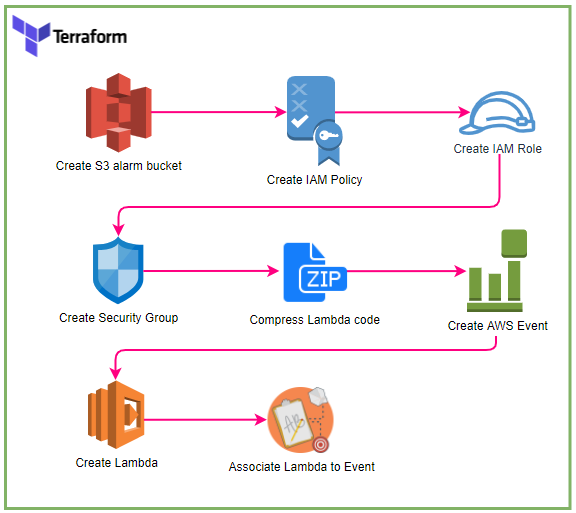 Terraform
Create S3 alarm bucket
Create IAM Policy
Create IAM Role
Create Security Group
ZIP
Compress Lambda code
Create AWS Event
Create Lambda
Associate Lambda to Event